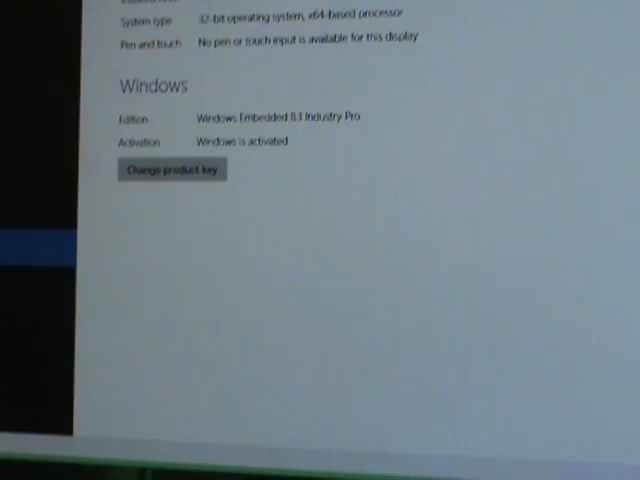 System type 32-bit operating system, x64-based processor
Pen and touch No pen or touch input is available for this display
Windows
Edition Windows Embedded 8.1 Industry Pro
Activation Windows is activated
Change product key